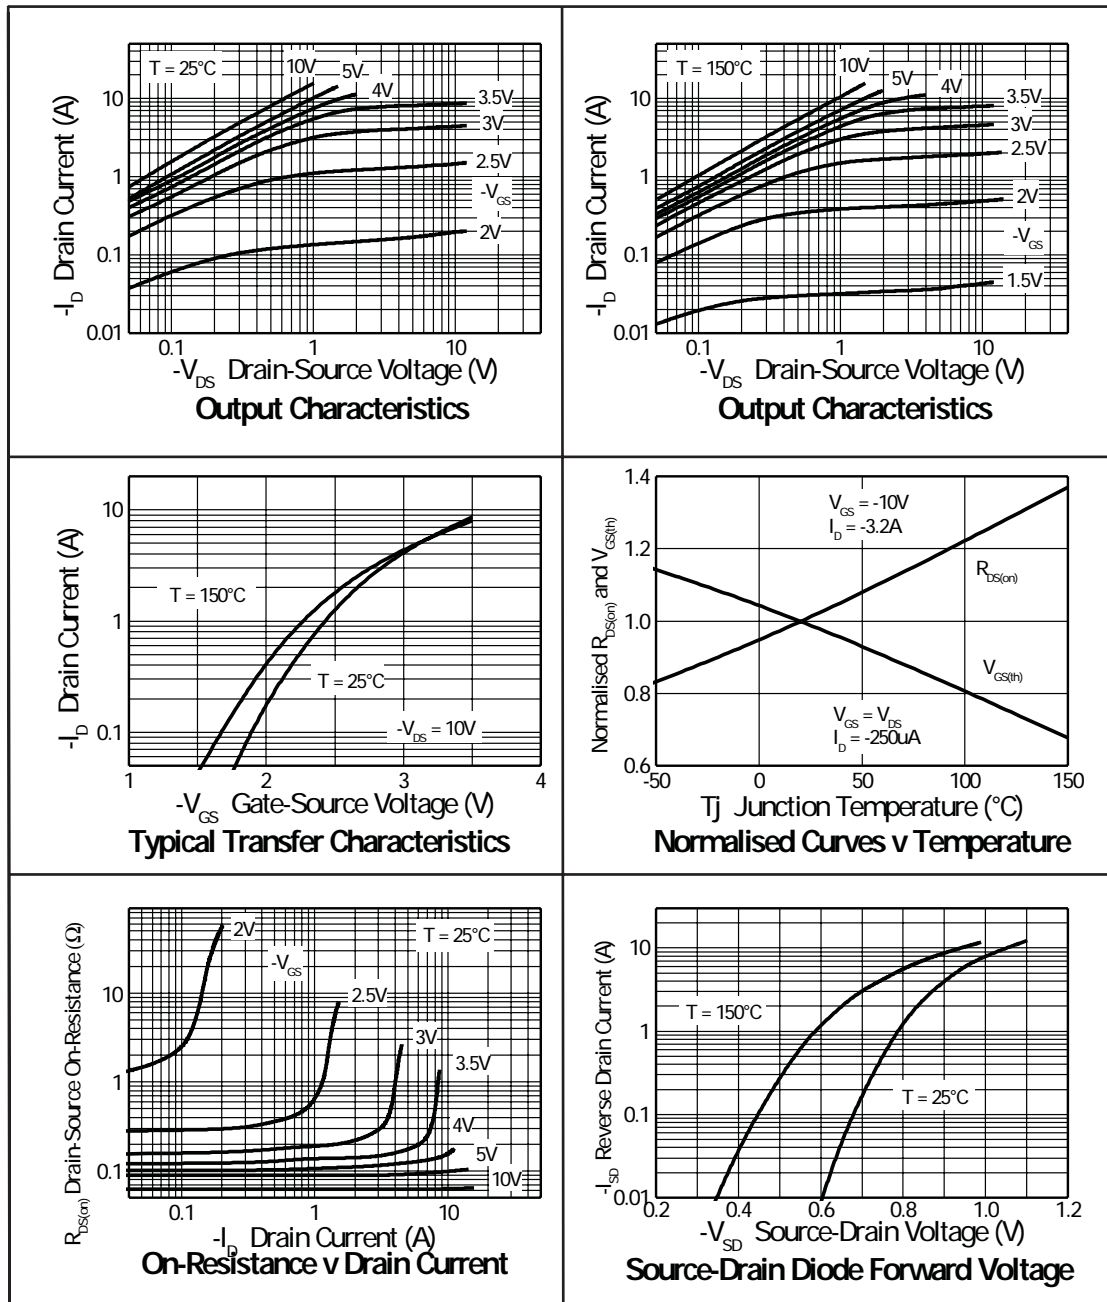 T = 25°C
10V
5V
4V
3.5V
3V
2.5V
-VGS
2V
10
1
0.1
0.01
-ID Drain Current (A)
0.1
1
10
-VDS Drain-Source Voltage (V)
Output Characteristics
T = 150°C
10V
5V
4V
3.5V
3V
2.5V
2V
-VGS
1.5V
10
1
0.1
0.01
-ID Drain Current (A)
0.1
1
10
-VDS Drain-Source Voltage (V)
Output Characteristics
10
1
0.1
-ID Drain Current (A)
T = 150°C
T = 25°C
-VDS = 10V
1
2
3
4
-VGS Gate-Source Voltage (V)
Typical Transfer Characteristics
1.4
1.2
1.0
0.8
0.6
Normalised RDS(on) and VGS(th)
VGS = -10V
ID = -3.2A
RDS(on)
VGS(th)
VGS = VDS
ID = -250uA
-50
0
50
100
150
Tj Junction Temperature (°C)
Normalised Curves v Temperature
RDS(on) Drain-Source On-Resistance (Ω)
10
1
0.1
2V
T = 25°C
-VGS
2.5V
3V
3.5V
4V
5V
10V
0.1
1
10
-ID Drain Current (A)
On-Resistance v Drain Current
-ISD Reverse Drain Current (A)
10
1
0.1
0.01
T = 150°C
T = 25°C
0.2
0.4
0.6
0.8
1.0
1.2
-VSD Source-Drain Voltage (V)
Source-Drain Diode Forward Voltage